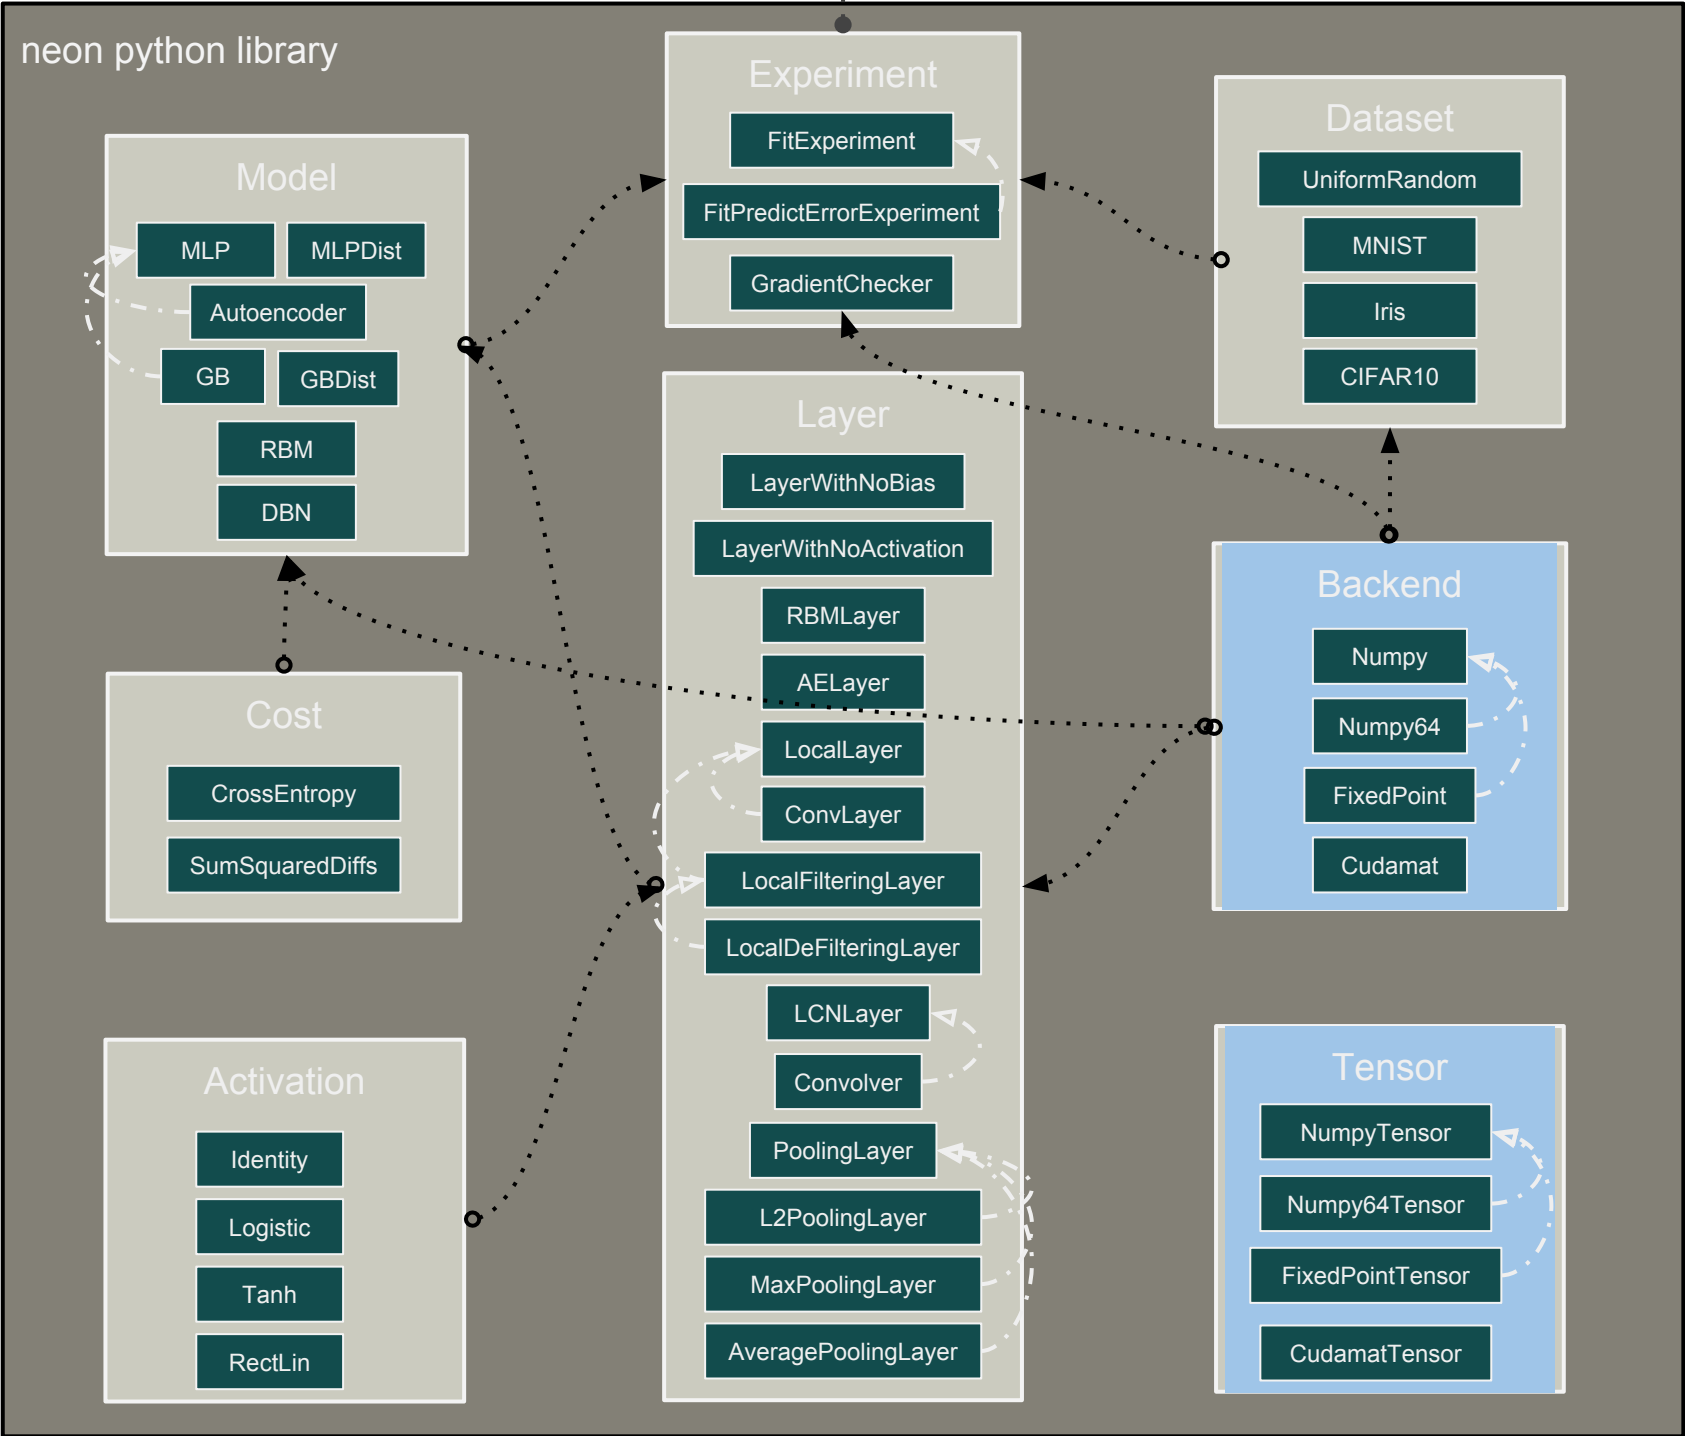 neon python library
Experiment
FitExperiment
FitPredictErrorExperiment
GradientChecker
Dataset
UniformRandom
MNIST
Iris
CIFAR10
Model
MLP
MLPDist
Autoencoder
GB
GBDist
RBM
DBN
Layer
LayerWithNoBias
LayerWithNoActivation
RBMLayer
AELayer
LocalLayer
ConvLayer
LocalFilteringLayer
LocalDeFilteringLayer
LCNLayer
Convolver
PoolingLayer
L2PoolingLayer
MaxPoolingLayer
AveragePoolingLayer
Backend
Numpy
Numpy64
FixedPoint
Cudamat
Cost
CrossEntropy
SumSquaredDiffs
Activation
Identity
Logistic
Tanh
RectLin
Tensor
NumpyTensor
Numpy64Tensor
FixedPointTensor
CudamatTensor